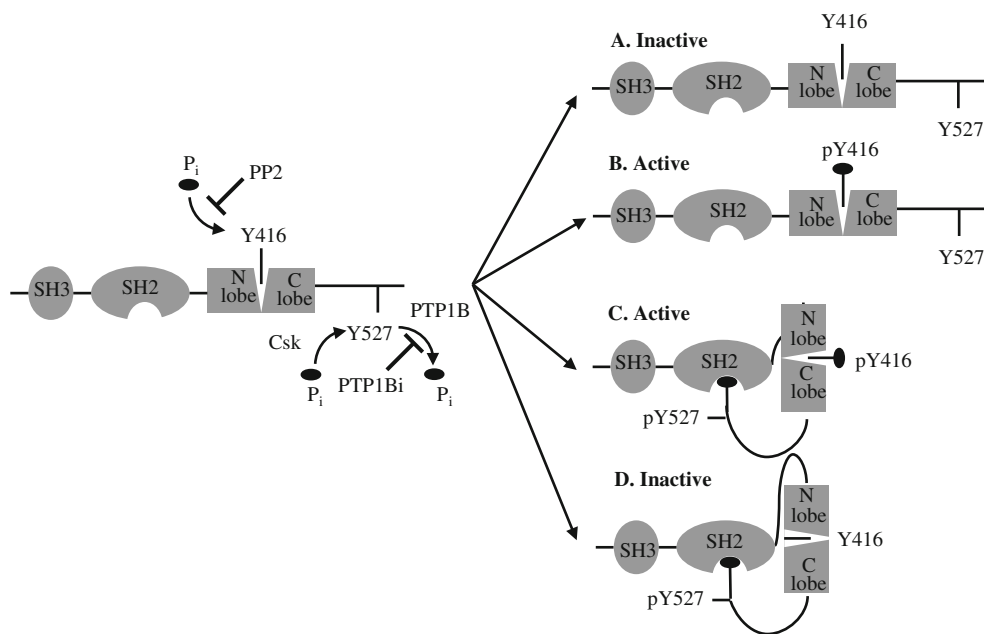 P i
PP2
Y416
SH3
SH2
N
lobe
C
lobe
PTP1B
Csk
Y527
P i
PTP1Bi
P i
A. Inactive
Y416
SH3
SH2
N
lobe
C
lobe
Y527
B. Active
pY416
SH3
SH2
N
lobe
C
lobe
Y527
C. Active
N
lobe
SH3
SH2
pY416
C
lobe
pY527
D. Inactive
N
lobe
SH3
SH2
Y416
C
lobe
pY527